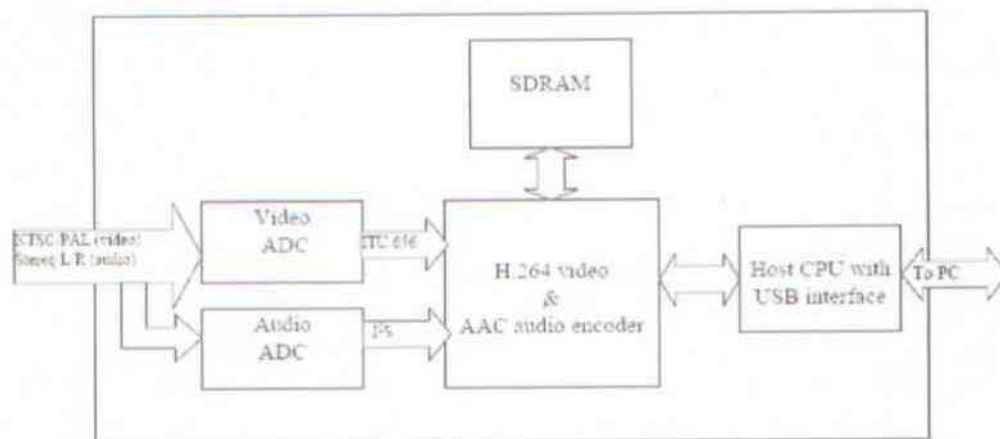 SDRAM
NTSC/PAL (video)
Stereo L/R (audio)
Video
ADC
ITU 656
H.264 video
&
AAC audio encoder
Host CPU with
USB interface
To PC
Audio
ADC
I²S